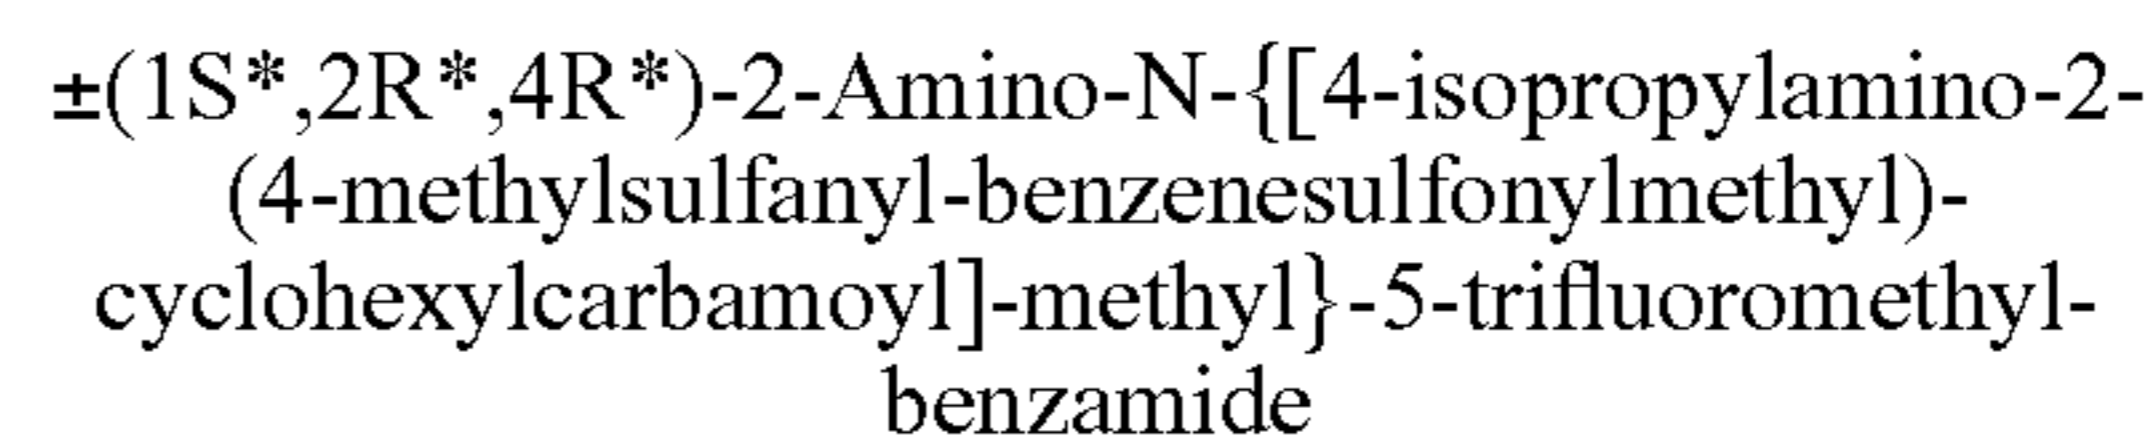 ±(1S*,2R*,4R*)-2-Amino-N-{[4-isopropylamino-2-
(4-methylsulfanyl-benzenesulfonylmethyl)-
cyclohexylcarbamoyl]-methyl}-5-trifluoromethyl-
benzamide